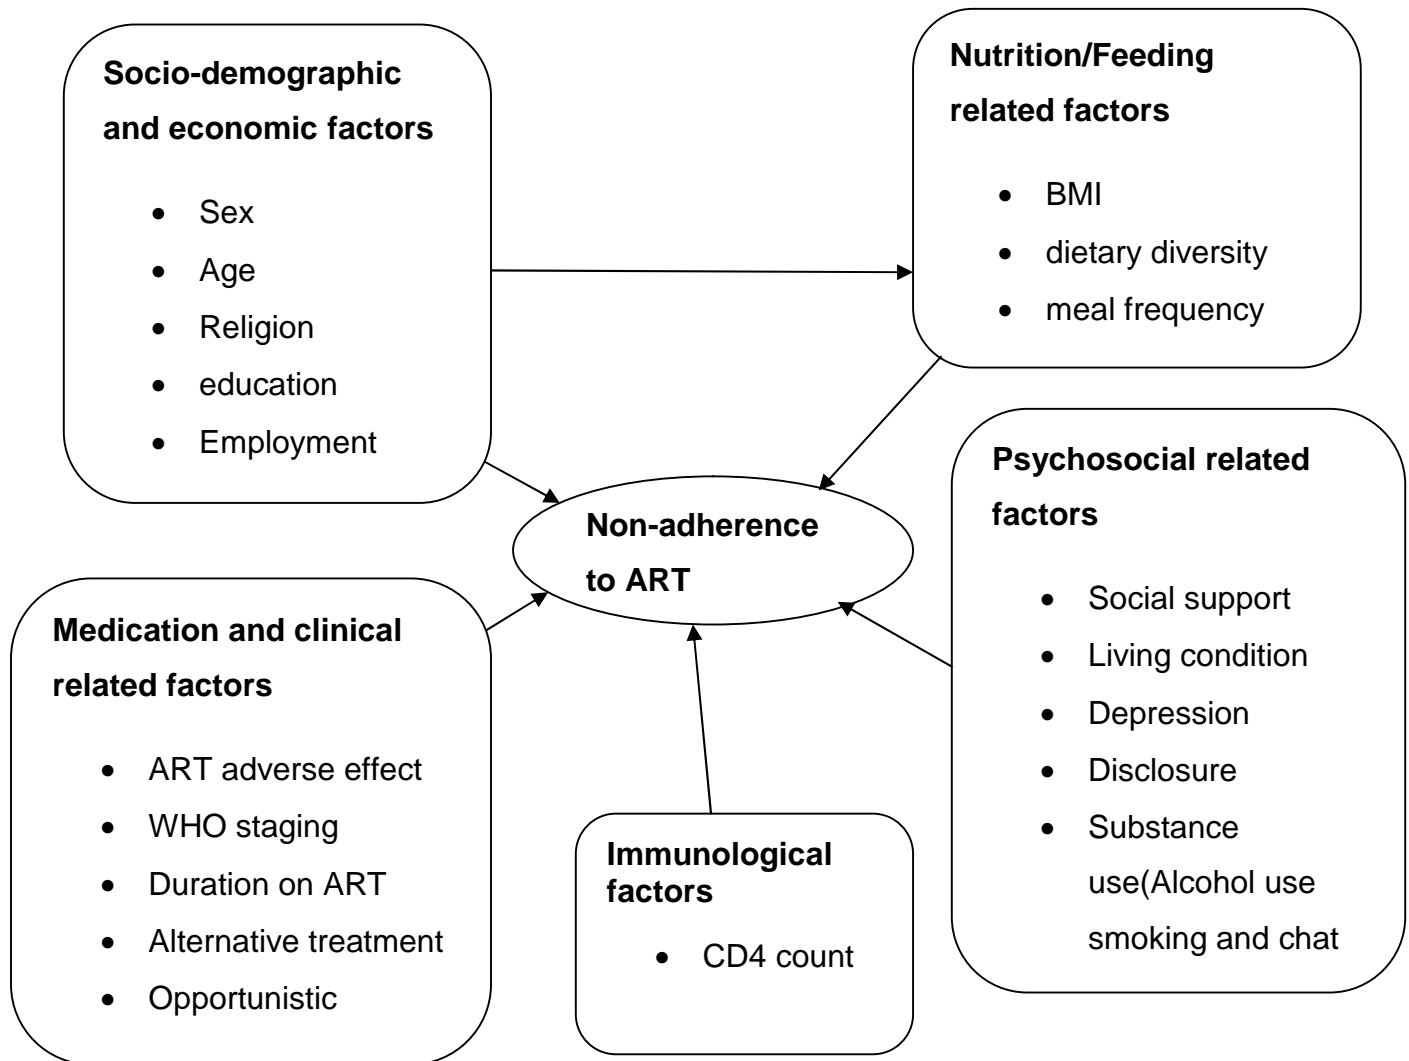 Socio-demographic
and economic factors
• Sex
• Age
• Religion
• education
• Employment
Nutrition/Feeding
related factors
• BMI
• dietary diversity
• meal frequency
Non-adherence
to ART
Psychosocial related
factors
• Social support
• Living condition
• Depression
• Disclosure
• Substance
use(Alcohol use
smoking and chat
Medication and clinical
related factors
• ART adverse effect
• WHO staging
• Duration on ART
• Alternative treatment
• Opportunistic
Immunological
factors
• CD4 count